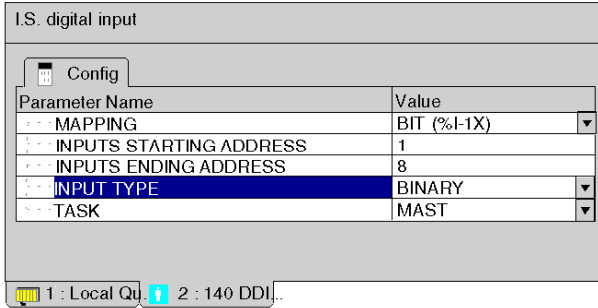 I.S. digital input
Config
Parameter Name Value
MAPPING BIT (%I-1X)
INPUTS STARTING ADDRESS 1
INPUTS ENDING ADDRESS 8
INPUT TYPE BINARY
TASK MAST
1 : Local Qu... 2 : 140 DDI...